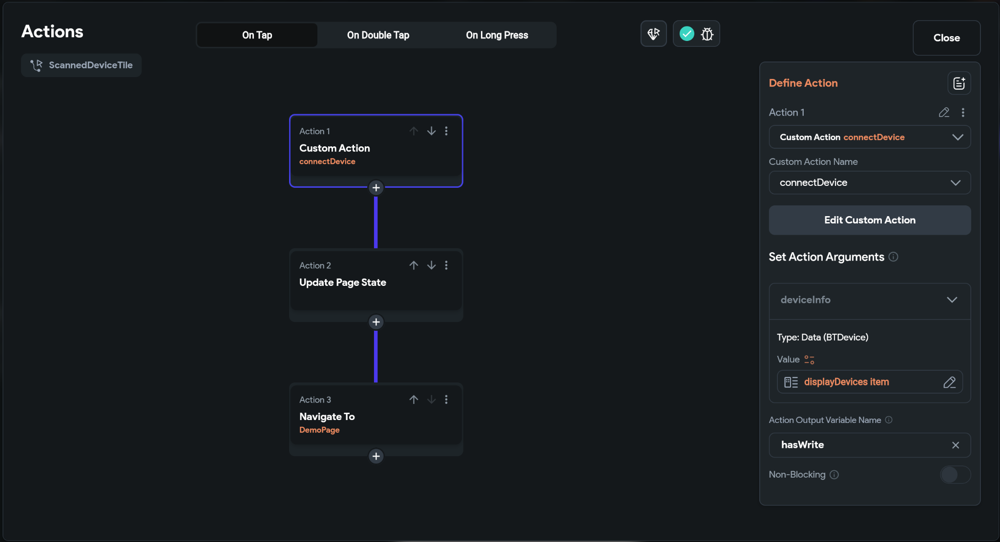 Actions
On Tap
On Double Tap
On Long Press
Close
ScannedDeviceTile
Action 1
Custom Action
connectDevice
Action 2
Update Page State
Action 3
Navigate To
DemoPage
Define Action
Action 1
Custom Action connectDevice
Custom Action Name
connectDevice
Edit Custom Action
Set Action Arguments
deviceInfo
Type: Data (BTDevice)
Value
displayDevices item
Action Output Variable Name
hasWrite
Non-Blocking